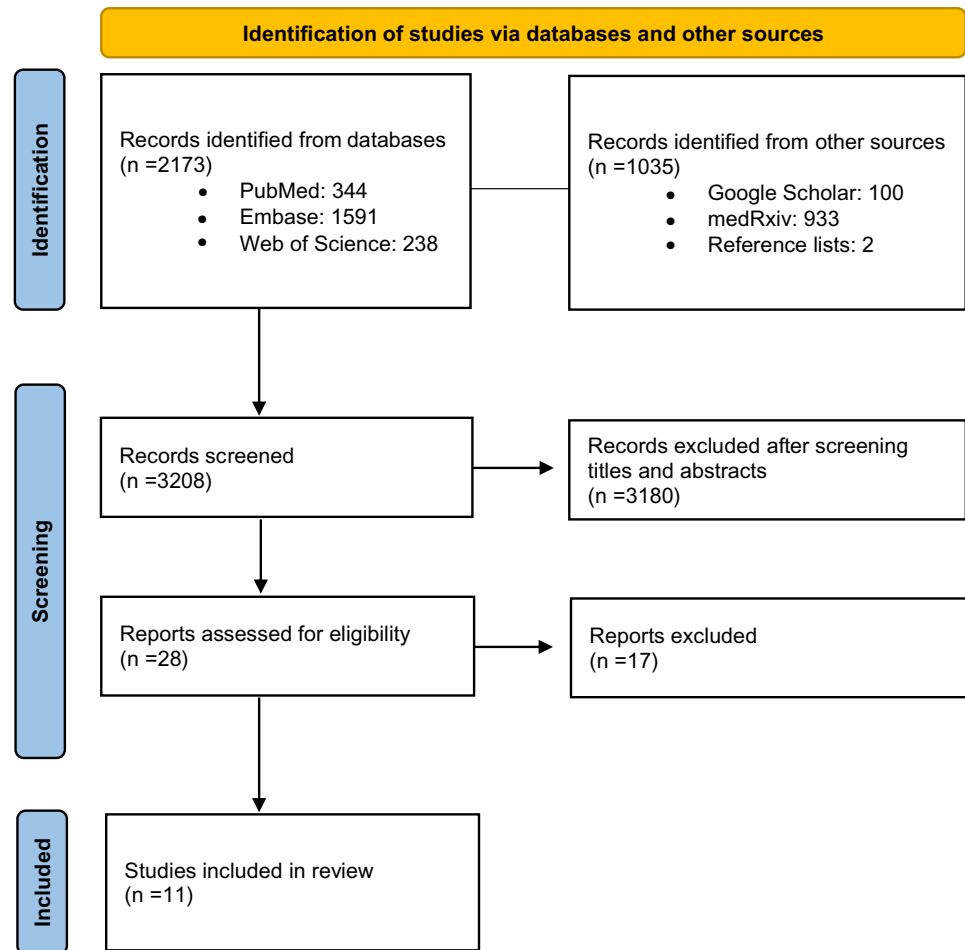 Identification of studies via databases and other sources
Identification
Records identified from databases
(n =2173)
• PubMed: 344
• Embase: 1591
• Web of Science: 238
Records identified from other sources
(n =1035)
• Google Scholar: 100
• medRxiv: 933
• Reference lists: 2
Screening
Records screened
(n =3208)
Records excluded after screening
titles and abstracts
(n =3180)
Reports assessed for eligibility
(n =28)
Reports excluded
(n =17)
Included
Studies included in review
(n =11)